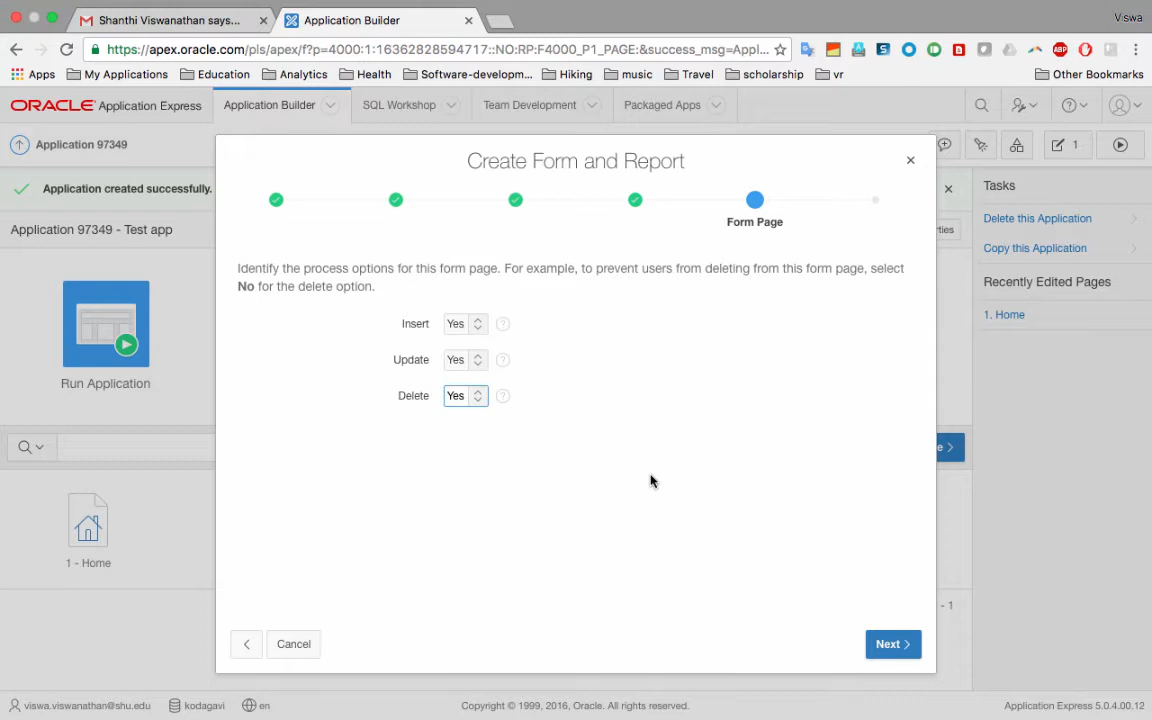 Shanthi Viswanathan says...
Application Builder
Viswa
https://apex.oracle.com/pls/apex/f?p=4000:1:16362828594717::NO:RP:F4000_P1_PAGE:&success_msg=Appl...
Apps
My Applications
Education
Analytics
Health
Software-developm...
Hiking
music
Travel
scholarship
vr
Other Bookmarks
ORACLE Application Express
Application Builder
SQL Workshop
Team Development
Packaged Apps
Application 97349
1
Create Form and Report
Application created successfully.
Form Page
Tasks
Delete this Application
Application 97349 - Test app
ties
Copy this Application
Identify the process options for this form page. For example, to prevent users from deleting from this form page, select
No for the delete option.
Recently Edited Pages
1. Home
Insert Yes ?
Update Yes ?
Delete Yes ?
Run Application
e
1 - Home
- 1
Cancel
Next
viswa.viswanathan@shu.edu
kodagavi
en
Copyright © 1999, 2016, Oracle. All rights reserved.
Application Express 5.0.4.00.12